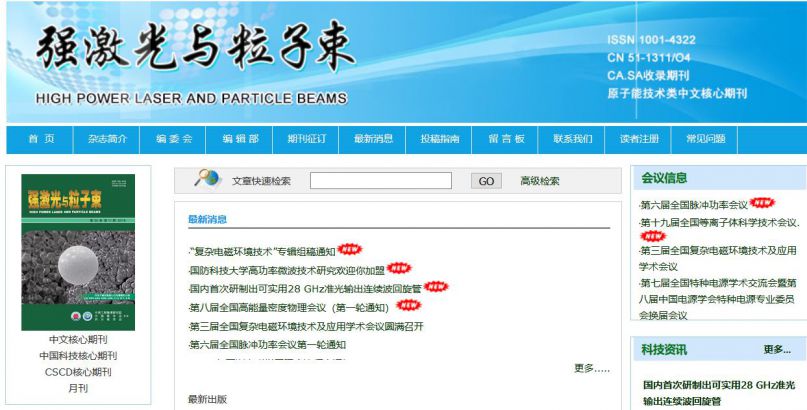 强激光与粒子束
HIGH POWER LASER AND PARTICLE BEAMS
ISSN 1001-4322
CN 51-1311/O4
CA.SA收录期刊
原子能技术类中文核心期刊
首 页 杂志简介 编 委 会 编 辑 部 期刊征订 最新消息 投稿指南 留 言 板 联系我们 读者注册 常见问题
强激光与粒子束
HIGH POWER LASER AND PARTICLE BEAMS
中文核心期刊
中国科技核心期刊
CSCD核心期刊
月刊
文章快速检索 GO 高级检索
最新消息
·"复杂电磁环境技术"专辑组稿通知 NEW
·国防科技大学高功率微波技术研究欢迎你加盟 NEW
·国内首次研制出可实用28 GHz准光输出连续波回旋管 NEW
·第八届全国高能量密度物理会议（第一轮通知） NEW
·第三届全国复杂电磁环境技术及应用学术会议圆满召开
·第六届全国脉冲功率会议第一轮通知
更多.....
最新出版
会议信息
·第六届全国脉冲功率会议 NEW
·第十九届全国等离子体科学技术会议.
NEW
·第三届全国复杂电磁环境技术及应用
学术会议
·第七届全国特种电源学术交流会暨第
八届中国电源学会特种电源专业委员
会换届会议
科技资讯 更多...
国内首次研制出可实用28 GHz准光
输出连续波回旋管